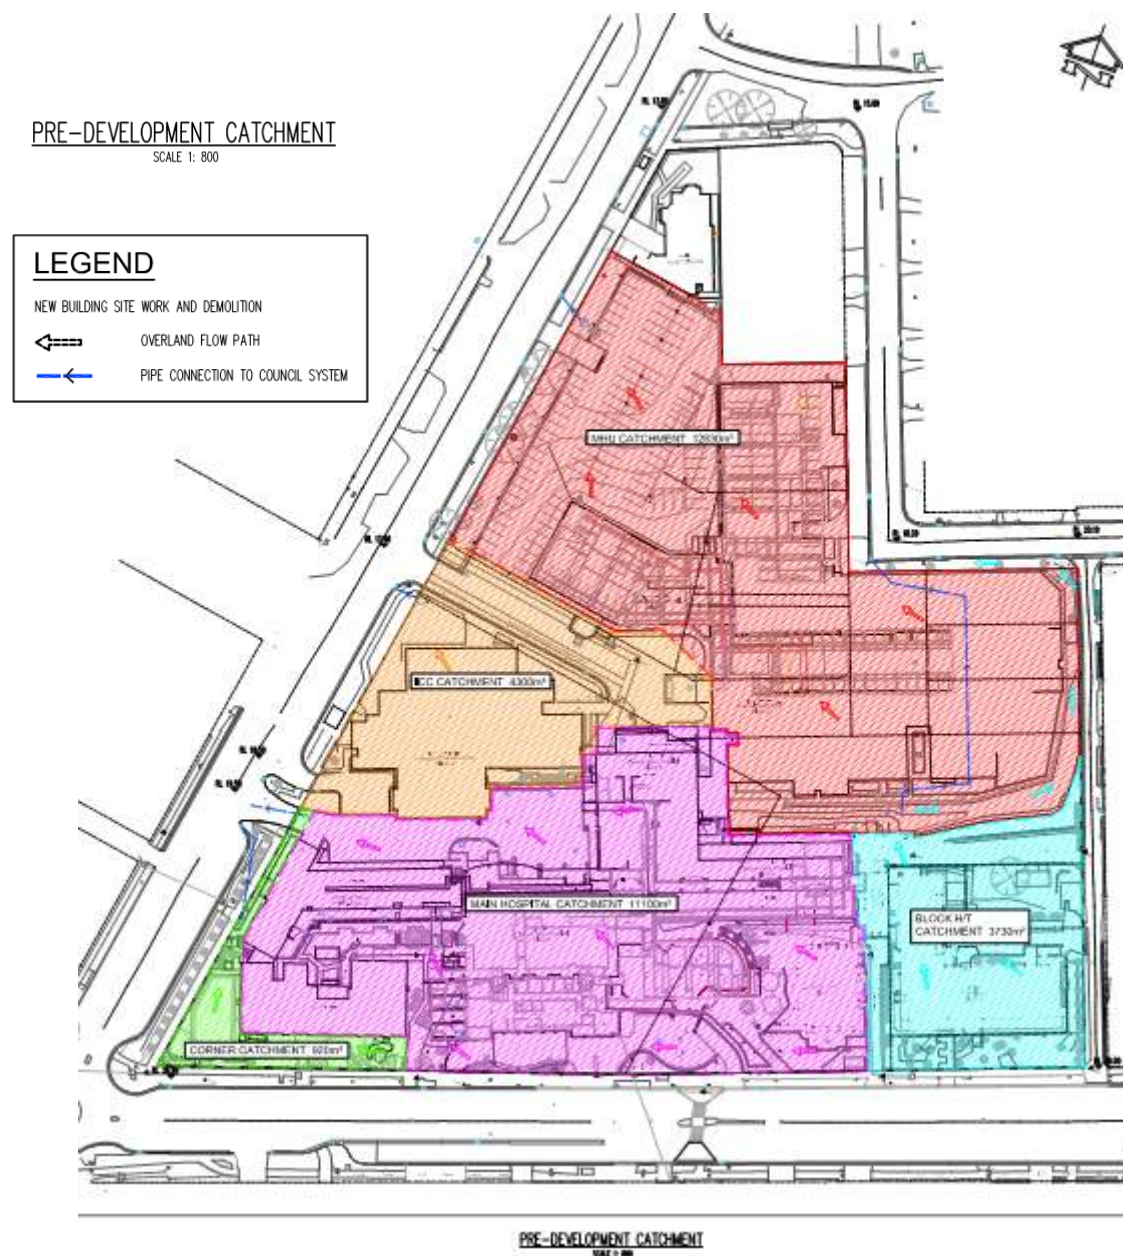 PRE-DEVELOPMENT CATCHMENT
SCALE 1: 800
LEGEND
NEW BUILDING SITE WORK AND DEMOLITION
OVERLAND FLOW PATH
PIPE CONNECTION TO COUNCIL SYSTEM
MHU CATCHMENT 12830m²
ICC CATCHMENT 4300m²
MAIN HOSPITAL CATCHMENT 11100m²
BLOCK H/T
CATCHMENT 3730m²
CORNER CATCHMENT 920m²
PRE-DEVELOPMENT CATCHMENT